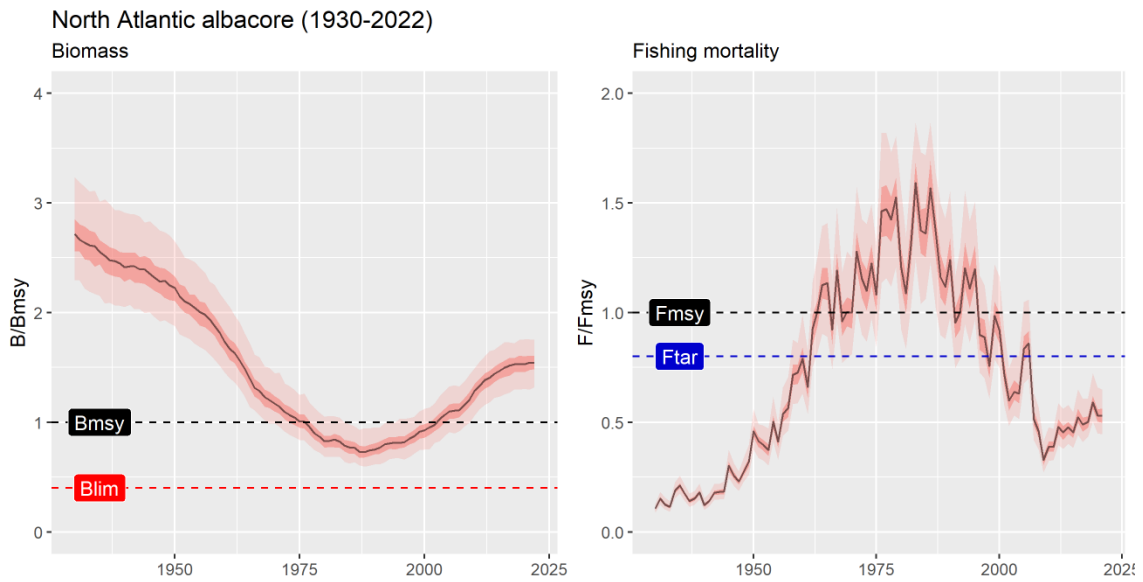 North Atlantic albacore (1930-2022)
Biomass
Fishing mortality
B/Bmsy
4
3
2
1
0
Bmsy
Blim
1950
1975
2000
2025
F/Fmsy
2.0
1.5
1.0
0.5
0.0
Fmsy
Ftar
1950
1975
2000
2025